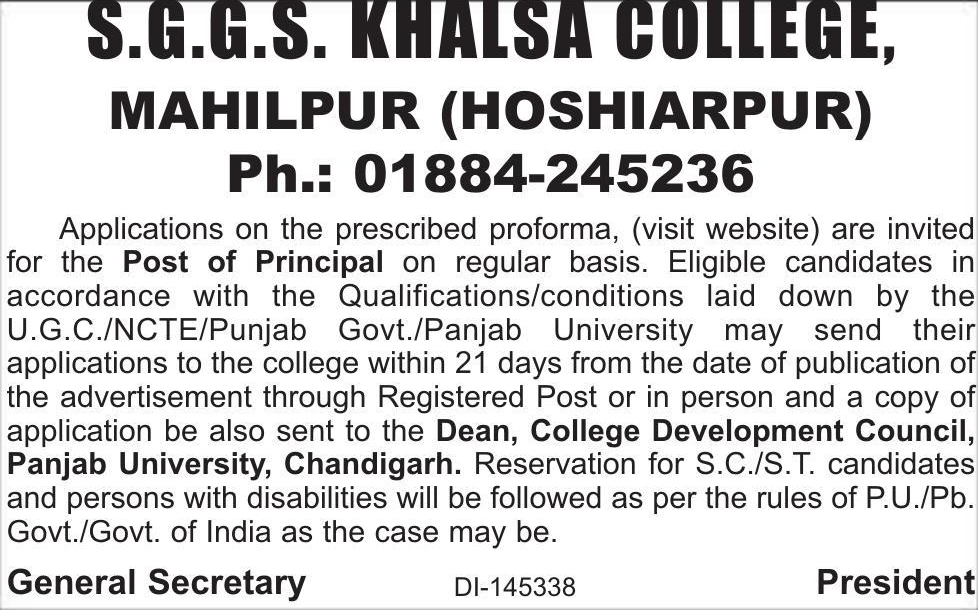 S.G.G.S. KHALSA COLLEGE,
MAHILPUR (HOSHIARPUR)
Ph.: 01884-245236
Applications on the prescribed proforma, (visit website) are invited
for the Post of Principal on regular basis. Eligible candidates in
accordance with the Qualifications/conditions laid down by the
U.G.C./NCTE/Punjab Govt./Panjab University may send their
applications to the college within 21 days from the date of publication of
the advertisement through Registered Post or in person and a copy of
application be also sent to the Dean, College Development Council,
Panjab University, Chandigarh. Reservation for S.C./S.T. candidates
and persons with disabilities will be followed as per the rules of P.U./Pb.
Govt./Govt. of India as the case may be.
General Secretary DI-145338 President